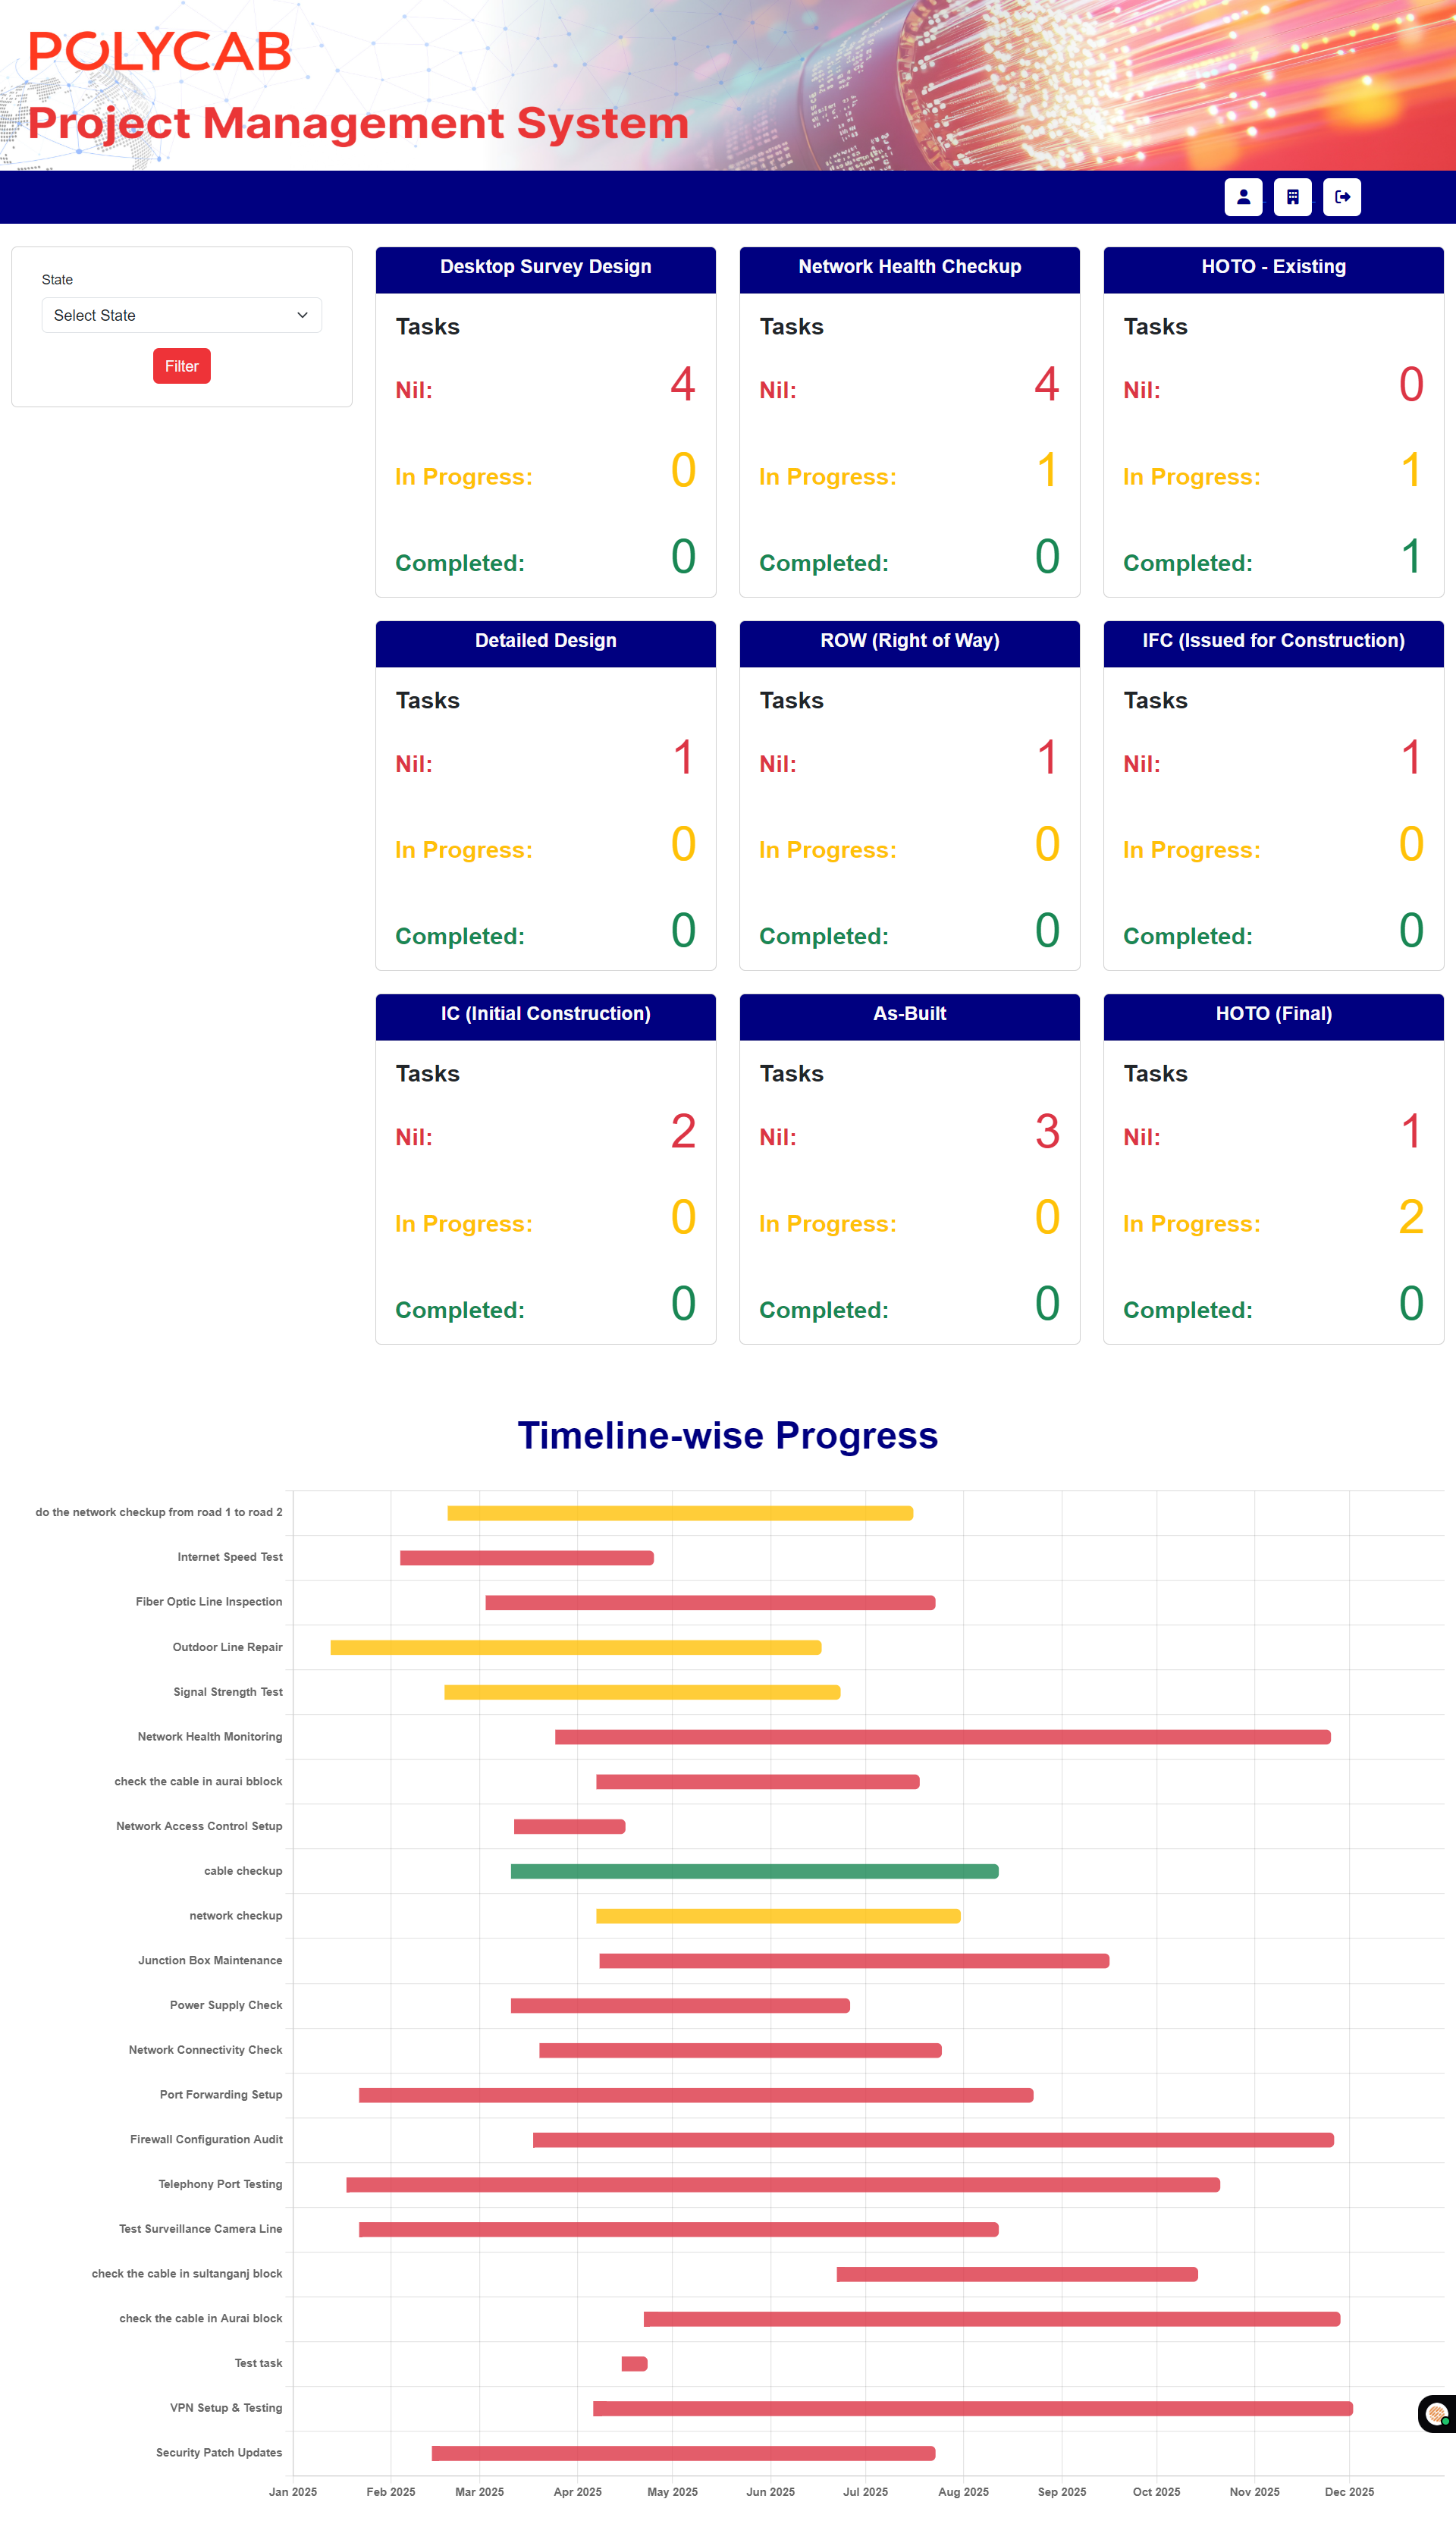 POLYCAB
Project Management System
State
Select State
Filter
Desktop Survey Design
Tasks
Nil: 4
In Progress: 0
Completed: 0
Network Health Checkup
Tasks
Nil: 4
In Progress: 1
Completed: 0
HOTO - Existing
Tasks
Nil: 0
In Progress: 1
Completed: 1
Detailed Design
Tasks
Nil: 1
In Progress: 0
Completed: 0
ROW (Right of Way)
Tasks
Nil: 1
In Progress: 0
Completed: 0
IFC (Issued for Construction)
Tasks
Nil: 1
In Progress: 0
Completed: 0
IC (Initial Construction)
Tasks
Nil: 2
In Progress: 0
Completed: 0
As-Built
Tasks
Nil: 3
In Progress: 0
Completed: 0
HOTO (Final)
Tasks
Nil: 1
In Progress: 2
Completed: 0
Timeline-wise Progress
do the network checkup from road 1 to road 2
Internet Speed Test
Fiber Optic Line Inspection
Outdoor Line Repair
Signal Strength Test
Network Health Monitoring
check the cable in aurai bblock
Network Access Control Setup
cable checkup
network checkup
Junction Box Maintenance
Power Supply Check
Network Connectivity Check
Port Forwarding Setup
Firewall Configuration Audit
Telephony Port Testing
Test Surveillance Camera Line
check the cable in sultanganj block
check the cable in Aurai block
Test task
VPN Setup & Testing
Security Patch Updates
Jan 2025 Feb 2025 Mar 2025 Apr 2025 May 2025 Jun 2025 Jul 2025 Aug 2025 Sep 2025 Oct 2025 Nov 2025 Dec 2025